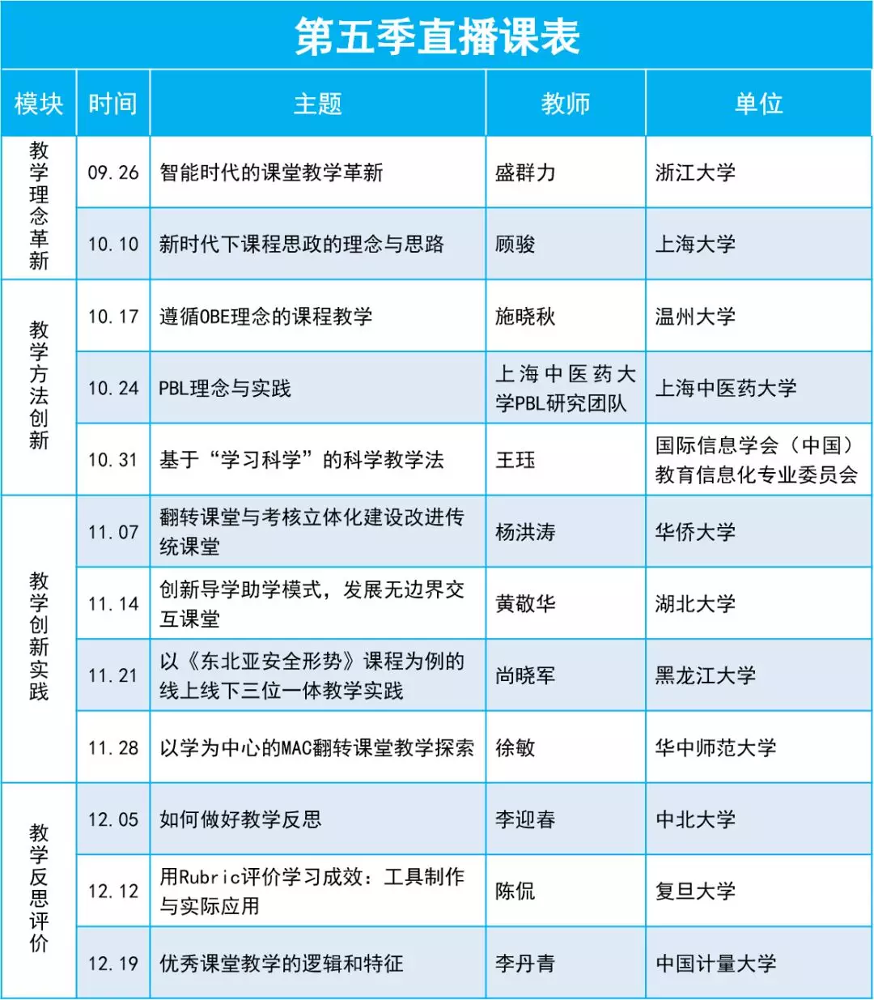 第五季直播课表
模块
时间
主题
教师
单位
教学理念革新
09.26
智能时代的课堂教学革新
盛群力
浙江大学
10.10
新时代下课程思政的理念与思路
顾骏
上海大学
教学方法创新
10.17
遵循OBE理念的课程教学
施晓秋
温州大学
10.24
PBL理念与实践
上海中医药大
学PBL研究团队
上海中医药大学
10.31
基于“学习科学”的科学教学法
王珏
国际信息学会（中国）
教育信息化专业委员会
教学创新实践
11.07
翻转课堂与考核立体化建设改进传
统课堂
杨洪涛
华侨大学
11.14
创新导学助学模式，发展无边界交
互课堂
黄敬华
湖北大学
11.21
以《东北亚安全形势》课程为例的
线上线下三位一体教学实践
尚晓军
黑龙江大学
11.28
以学为中心的MAC翻转课堂教学探索
徐敏
华中师范大学
教学反思评价
12.05
如何做好教学反思
李迎春
中北大学
12.12
用Rubric评价学习成效：工具制作
与实际应用
陈侃
复旦大学
12.19
优秀课堂教学的逻辑和特征
李丹青
中国计量大学